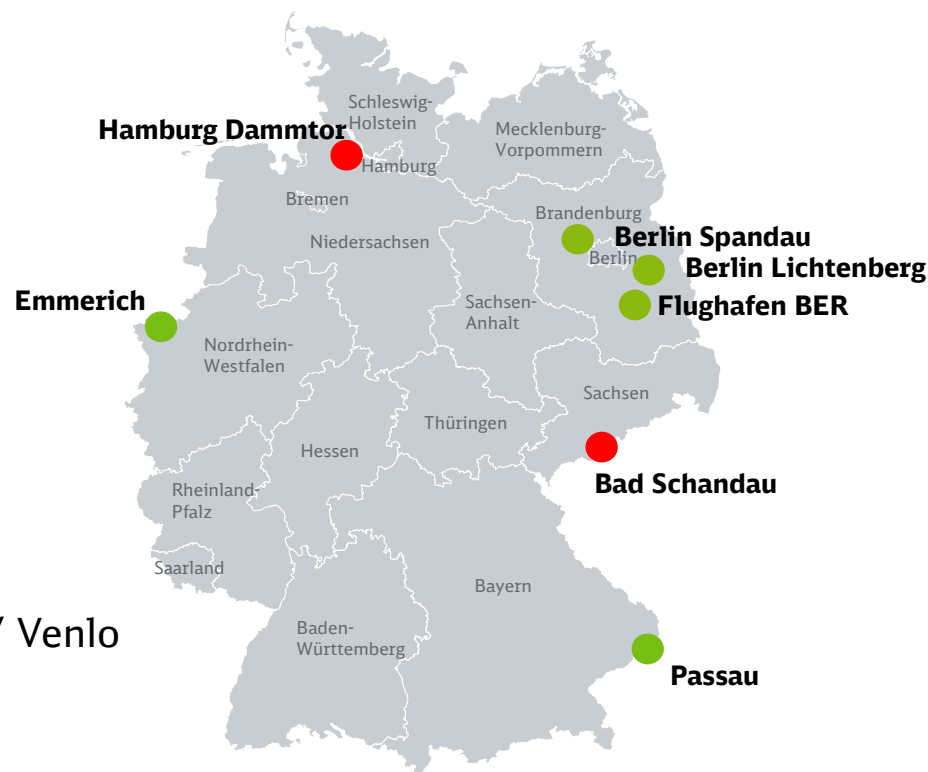 Schleswig-
Holstein
Hamburg Dammtor
Mecklenburg-
Vorpommern
Hamburg
Bremen
Brandenburg
Niedersachsen
Berlin Spandau
Berlin
Berlin Lichtenberg
Emmerich
Sachsen-
Anhalt
Flughafen BER
Nordrhein-
Westfalen
Sachsen
Thüringen
Hessen
Bad Schandau
Rheinland-
Pfalz
Saarland
Bayern
/ Venlo
Baden-
Württemberg
Passau